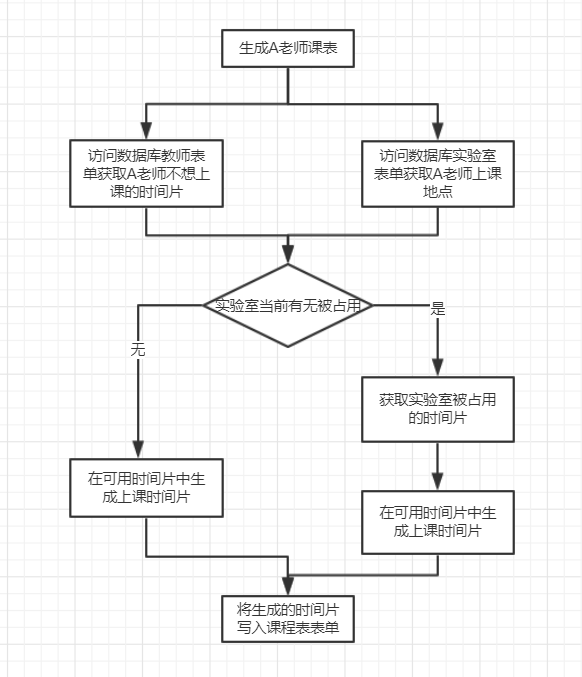 生成A老师课表
访问数据库教师表
单获取A老师不想上
课的时间片
访问数据库实验室
表单获取A老师上课
地点
实验室当前有无被占用
无
是
获取实验室被占用
的时间片
在可用时间片中生
成上课时间片
在可用时间片中生
成上课时间片
将生成的时间片
写入课程表表单